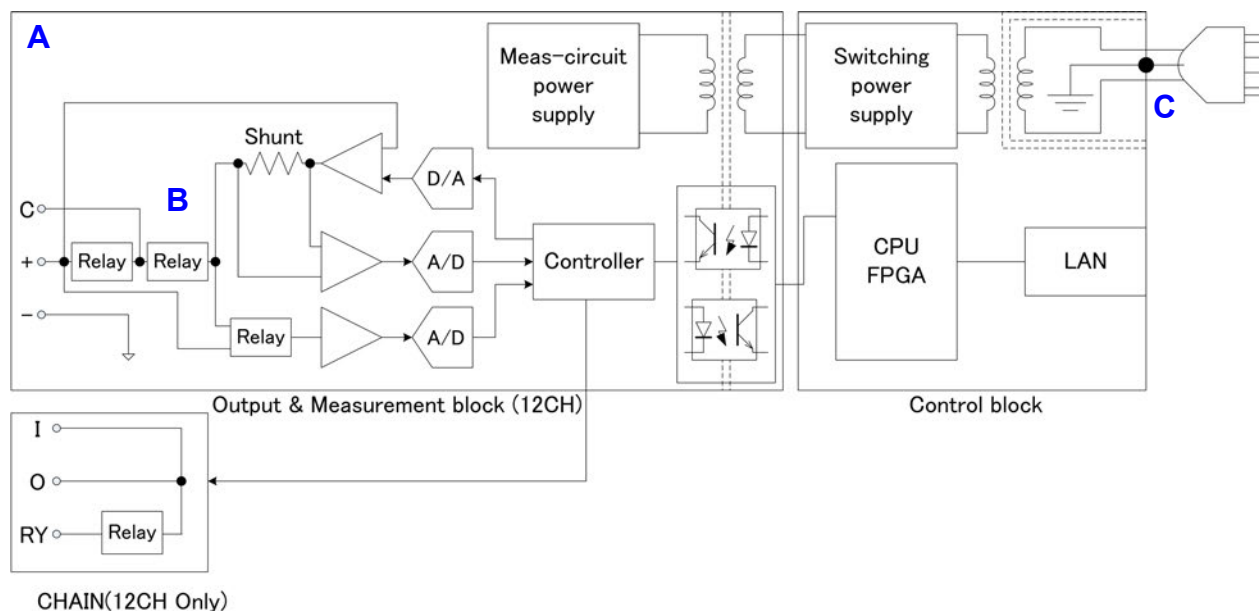 A
Meas-circuit
power
supply
Switching
power
supply
C
Shunt
B
D/A
C
+
Relay
Relay
A/D
Controller
CPU
FPGA
LAN
−
Relay
A/D
Output & Measurement block (12CH)
Control block
I
O
RY
Relay
CHAIN(12CH Only)